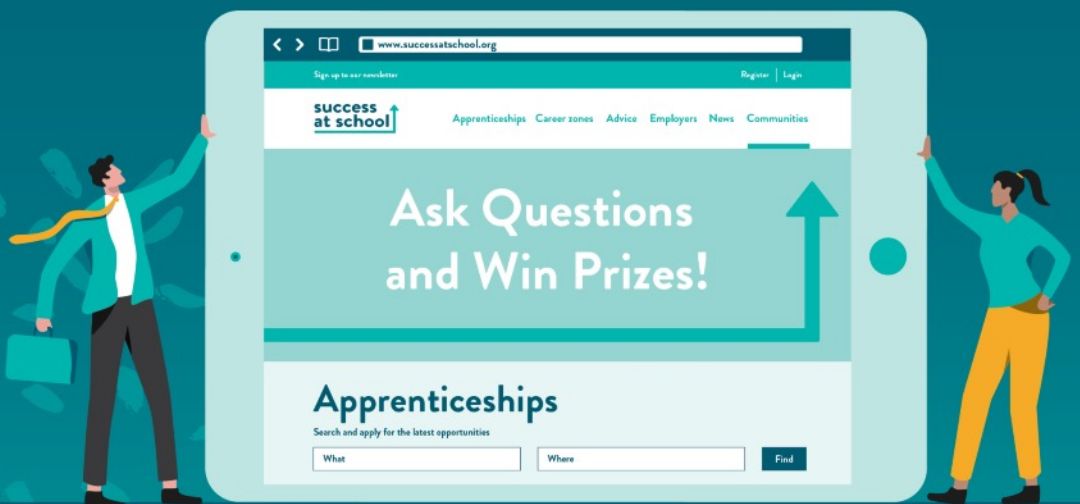 www.successatschool.org
Sign up to our newsletter Register Login
success
at school
Apprenticeships Career zones Advice Employers News Communities
Ask Questions
and Win Prizes!
Apprenticeships
Search and apply for the latest opportunities
What Where Find